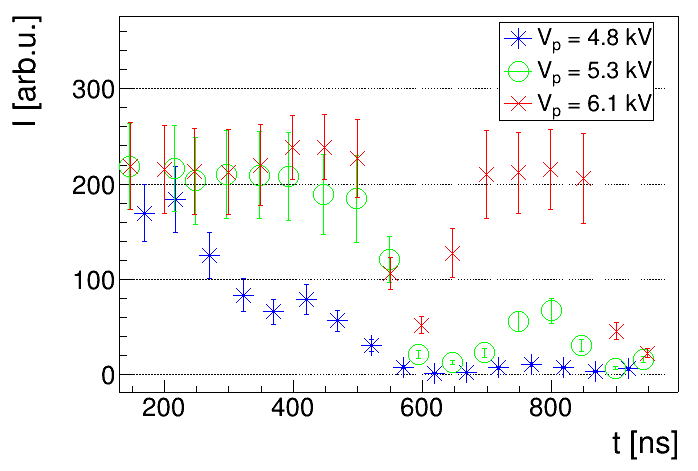 I [arb.u.]
V_p = 4.8 kV
V_p = 5.3 kV
V_p = 6.1 kV
300
200
100
0
200 400 600 800
t [ns]